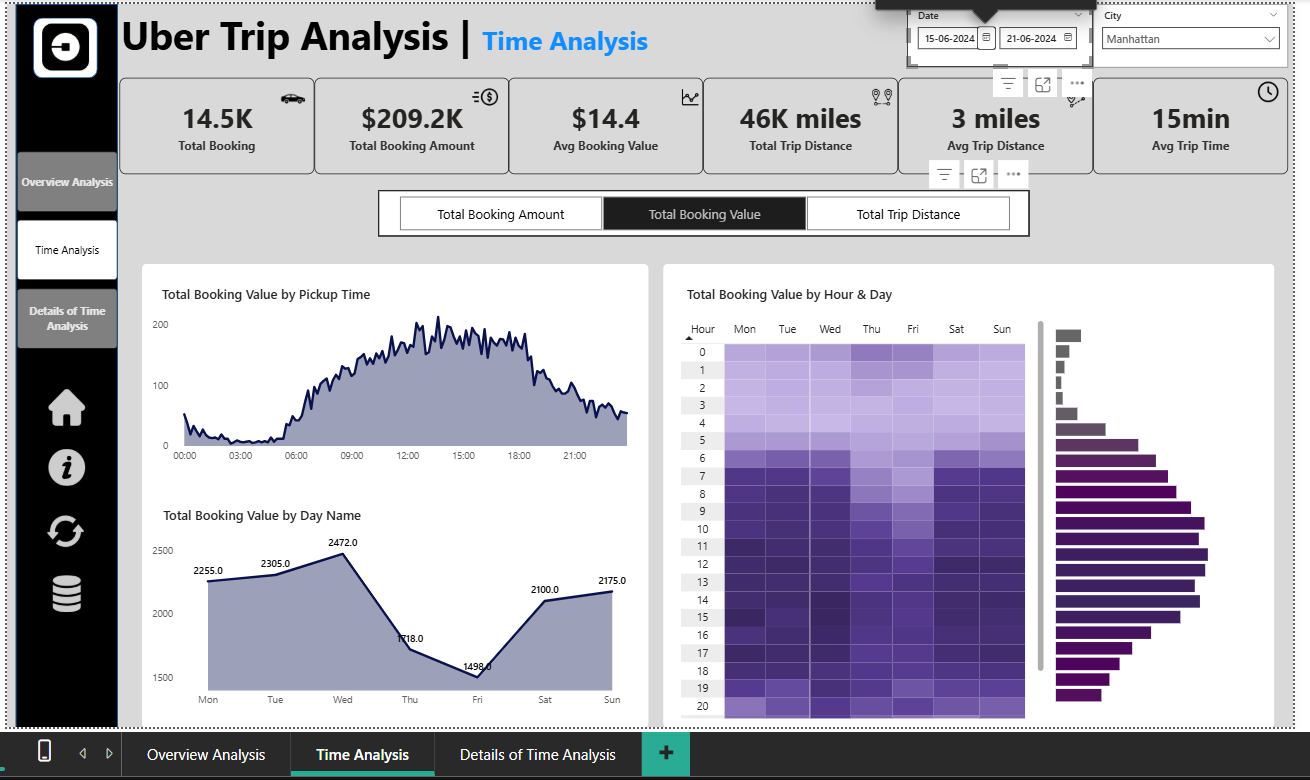 Uber Trip Analysis | Time Analysis
Date
15-06-2024 21-06-2024
City
Manhattan
14.5K
Total Booking
$209.2K
Total Booking Amount
$14.4
Avg Booking Value
46K miles
Total Trip Distance
3 miles
Avg Trip Distance
15min
Avg Trip Time
Overview Analysis
Time Analysis
Details of Time
Analysis
Total Booking Amount Total Booking Value Total Trip Distance
Total Booking Value by Pickup Time
200
100
0
00:00 03:00 06:00 09:00 12:00 15:00 18:00 21:00
Total Booking Value by Day Name
2500
2000
1500
2255.0 2305.0 2472.0 1718.0 1498.0 2100.0 2175.0
Mon Tue Wed Thu Fri Sat Sun
Total Booking Value by Hour & Day
Hour Mon Tue Wed Thu Fri Sat Sun
0
1
2
3
4
5
6
7
8
9
10
11
12
13
14
15
16
17
18
19
20
Overview Analysis Time Analysis Details of Time Analysis +